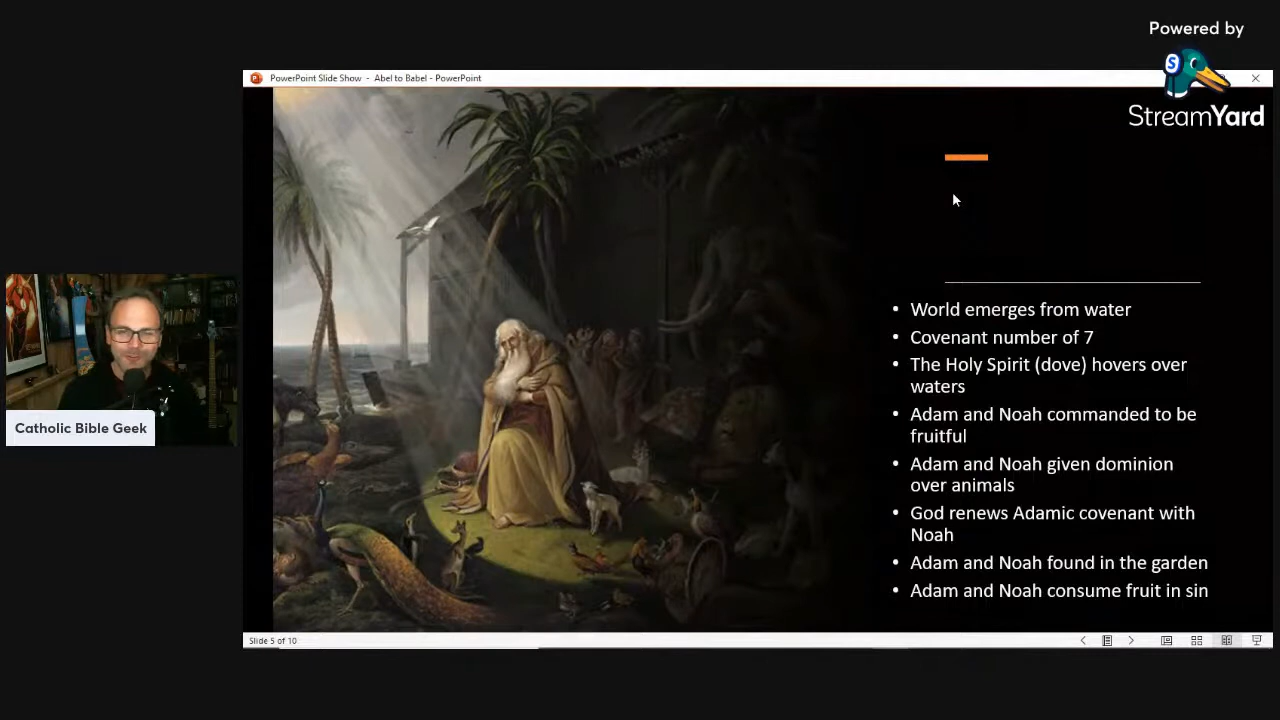 Powered by
StreamYard
PowerPoint Slide Show - Abel to Babel - PowerPoint
• World emerges from water
• Covenant number of 7
• The Holy Spirit (dove) hovers over
waters
• Adam and Noah commanded to be
fruitful
• Adam and Noah given dominion
over animals
• God renews Adamic covenant with
Noah
• Adam and Noah found in the garden
• Adam and Noah consume fruit in sin
Catholic Bible Geek
Slide 5 of 10